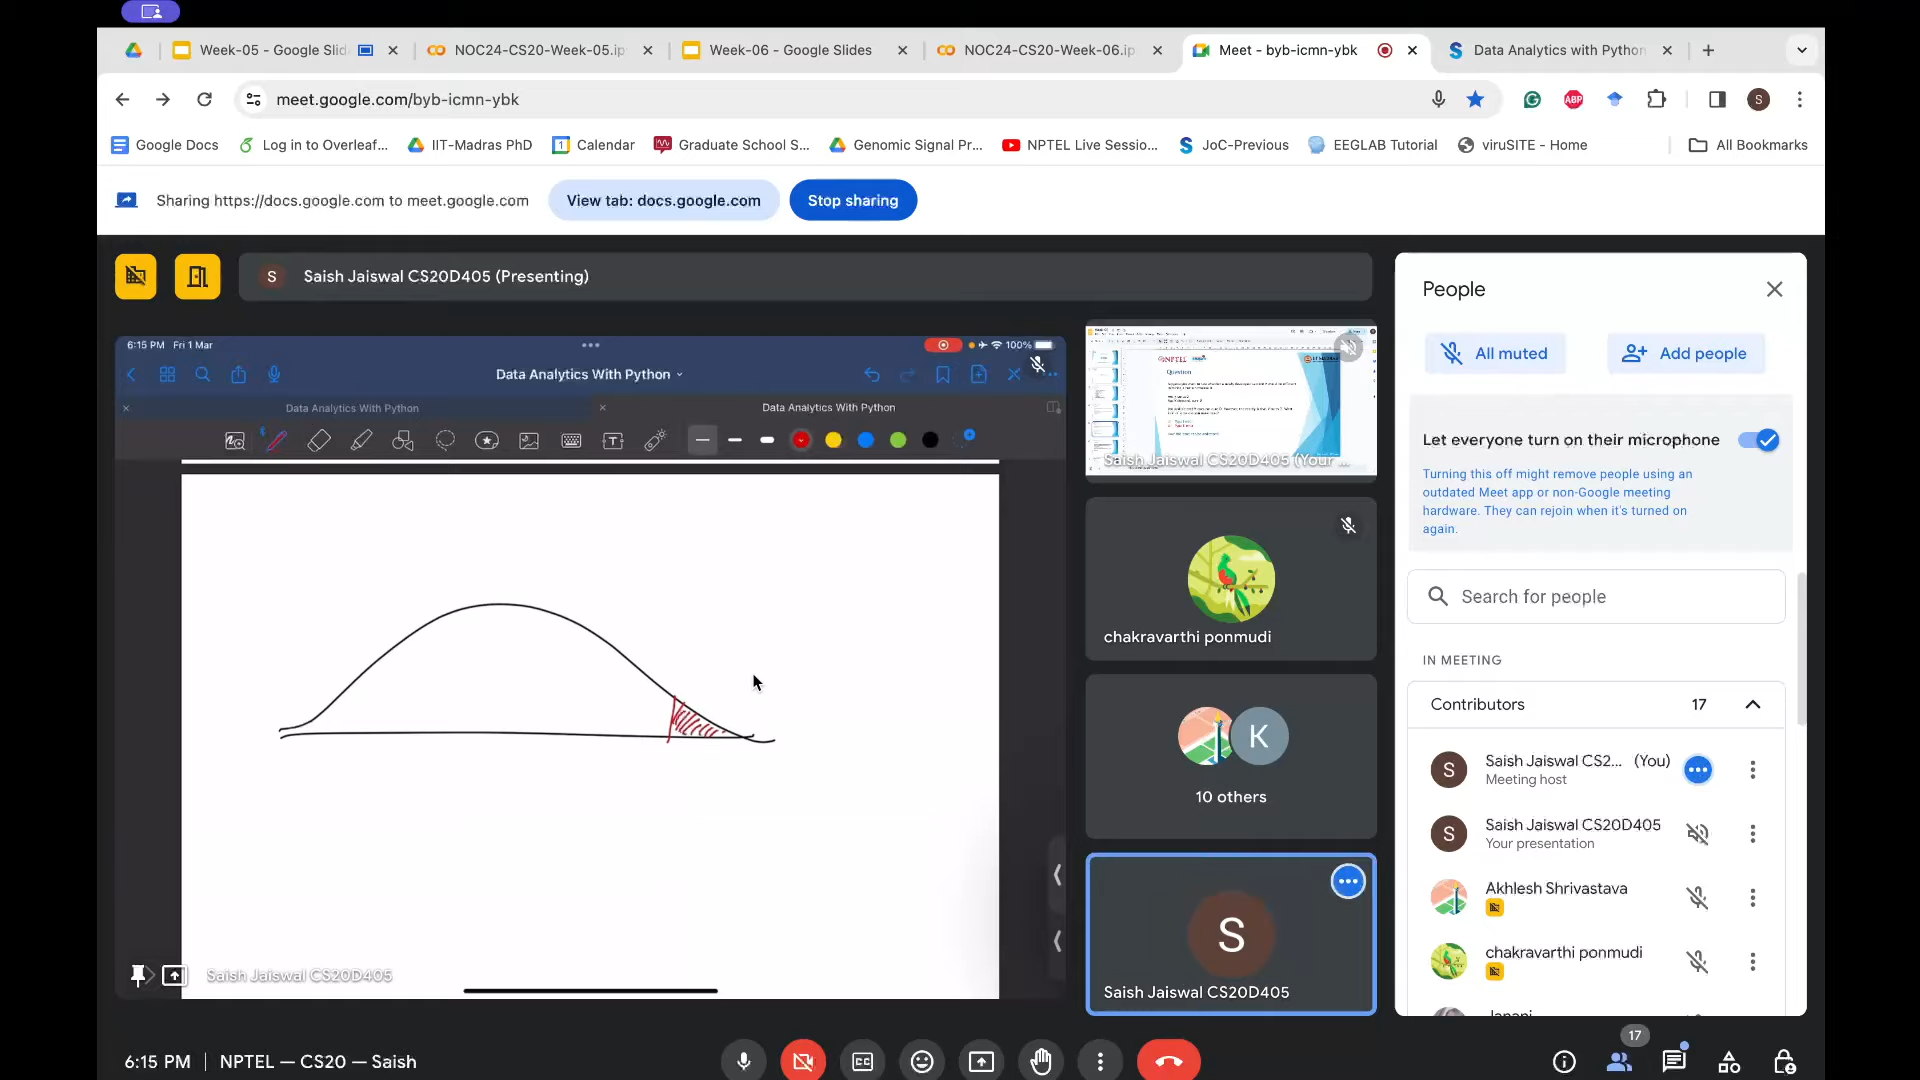 Week-05 - Google Slid
NOC24-CS20-Week-05.ip
Week-06 - Google Slides
NOC24-CS20-Week-06.ip
Meet - byb-icmn-ybk
Data Analytics with Python
meet.google.com/byb-icmn-ybk
ABP
S
Google Docs
Log in to Overleaf...
IIT-Madras PhD
Calendar
Graduate School S...
Genomic Signal Pr...
NPTEL Live Sessio...
JoC-Previous
EEGLAB Tutorial
viruSITE - Home
All Bookmarks
Sharing https://docs.google.com to meet.google.com
View tab: docs.google.com
Stop sharing
S
Saish Jaiswal CS20D405 (Presenting)
People
All muted
Add people
Let everyone turn on their microphone
Turning this off might remove people using an
outdated Meet app or non-Google meeting
hardware. They can rejoin when it's turned on
again.
Search for people
IN MEETING
Contributors
17
S
Saish Jaiswal CS2... (You)
Meeting host
S
Saish Jaiswal CS20D405
Your presentation
Akhlesh Shrivastava
chakravarthi ponmudi
6:15 PM Fri 1 Mar
100%
Data Analytics With Python
Data Analytics With Python
Data Analytics With Python
Saish Jaiswal CS20D405
NPTEL
Question
Saish Jaiswal CS20D405 (Your ...
chakravarthi ponmudi
K
10 others
S
Saish Jaiswal CS20D405
6:15 PM
NPTEL — CS20 — Saish
17